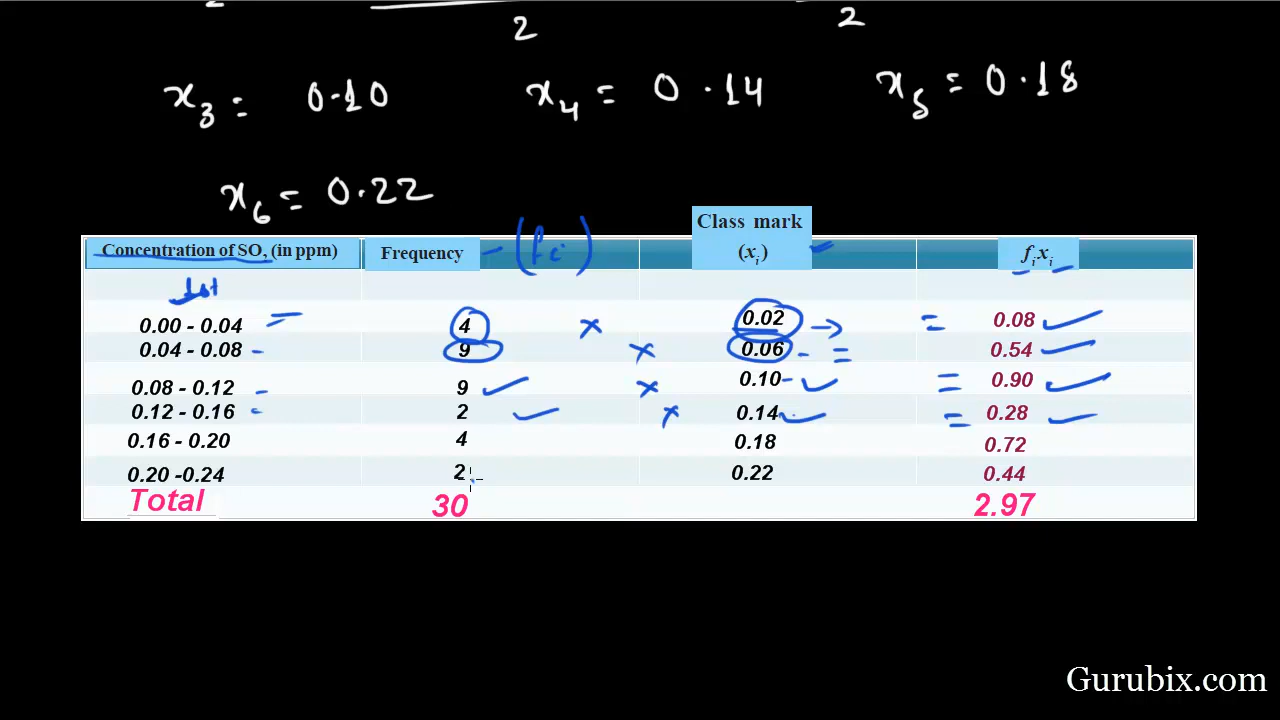 2 2
x₃ = 0.10 x₄ = 0.14 x₅ = 0.18
x₆ = 0.22
Concentration of SO₂ (in ppm) Frequency - (fi) Class mark (xᵢ) fᵢxᵢ
1st
0.00 - 0.04 = 4 × 0.02 → = 0.08
0.04 - 0.08 - 9 × 0.06 - = 0.54
0.08 - 0.12 - 9 × 0.10 - = 0.90
0.12 - 0.16 - 2 × 0.14 = 0.28
0.16 - 0.20 4 0.18 0.72
0.20 -0.24 2 0.22 0.44
Total 30 2.97
Gurubix.com